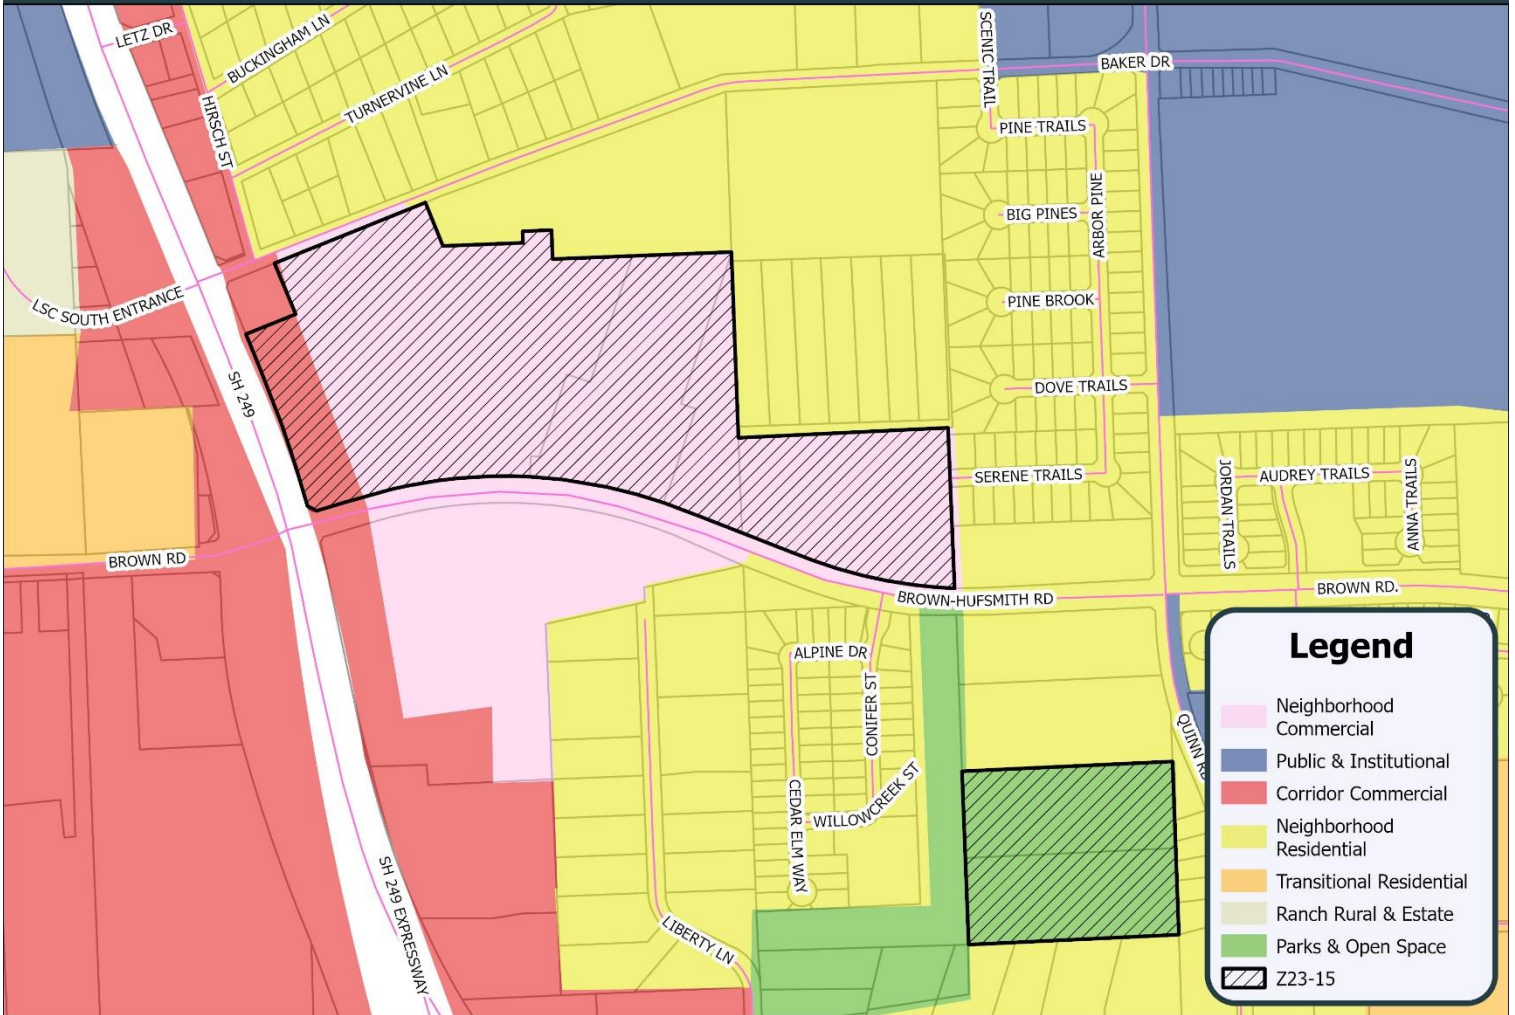 LETZ DR
BUCKINGHAM LN
TURNERVINE LN
HIRSCH ST
SCENIC TRAIL
BAKER DR
PINE TRAILS
ARBOR PINE
BIG PINES
LSC SOUTH ENTRANCE
PINE BROOK
SH 249
DOVE TRAILS
SERENE TRAILS
JORDAN TRAILS
AUDREY TRAILS
ANNA TRAILS
BROWN RD
BROWN-HUFSMITH RD
BROWN RD.
ALPINE DR
CONIFER ST
QUINN RD
CEDAR ELM WAY
WILLOWCREEK ST
SH 249 EXPRESSWAY
LIBERTY LN
Legend
Neighborhood
Commercial
Public & Institutional
Corridor Commercial
Neighborhood
Residential
Transitional Residential
Ranch Rural & Estate
Parks & Open Space
Z23-15